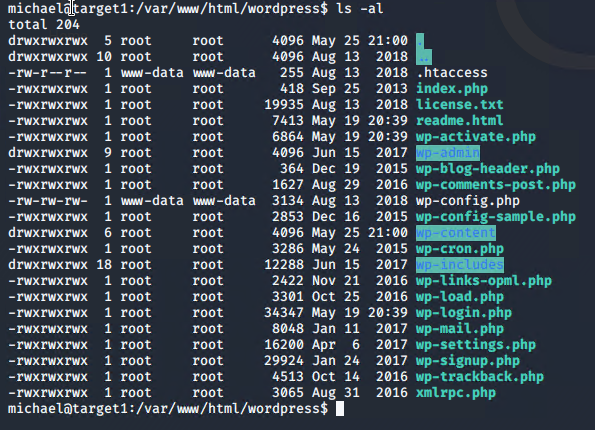 michael@target1:/var/www/html/wordpress$ ls -al
total 204
drwxrwxrwx  5 root     root      4096 May 25 21:00 .
drwxrwxrwx 10 root     root      4096 Aug 13  2018 ..
-rw-r--r--  1 www-data www-data   255 Aug 13  2018 .htaccess
-rwxrwxrwx  1 root     root       418 Sep 25  2013 index.php
-rwxrwxrwx  1 root     root     19935 Aug 13  2018 license.txt
-rwxrwxrwx  1 root     root      7413 May 19 20:39 readme.html
-rwxrwxrwx  1 root     root      6864 May 19 20:39 wp-activate.php
drwxrwxrwx  9 root     root      4096 Jun 15  2017 wp-admin
-rwxrwxrwx  1 root     root       364 Dec 19  2015 wp-blog-header.php
-rwxrwxrwx  1 root     root      1627 Aug 29  2016 wp-comments-post.php
-rw-rw-rw-  1 www-data www-data  3134 Aug 13  2018 wp-config.php
-rwxrwxrwx  1 root     root      2853 Dec 16  2015 wp-config-sample.php
drwxrwxrwx  6 root     root      4096 May 25 21:00 wp-content
-rwxrwxrwx  1 root     root      3286 May 24  2015 wp-cron.php
drwxrwxrwx 18 root     root     12288 Jun 15  2017 wp-includes
-rwxrwxrwx  1 root     root      2422 Nov 21  2016 wp-links-opml.php
-rwxrwxrwx  1 root     root      3301 Oct 25  2016 wp-load.php
-rwxrwxrwx  1 root     root     34347 May 19 20:39 wp-login.php
-rwxrwxrwx  1 root     root      8048 Jan 11  2017 wp-mail.php
-rwxrwxrwx  1 root     root     16200 Apr  6  2017 wp-settings.php
-rwxrwxrwx  1 root     root     29924 Jan 24  2017 wp-signup.php
-rwxrwxrwx  1 root     root      4513 Oct 14  2016 wp-trackback.php
-rwxrwxrwx  1 root     root      3065 Aug 31  2016 xmlrpc.php
michael@target1:/var/www/html/wordpress$